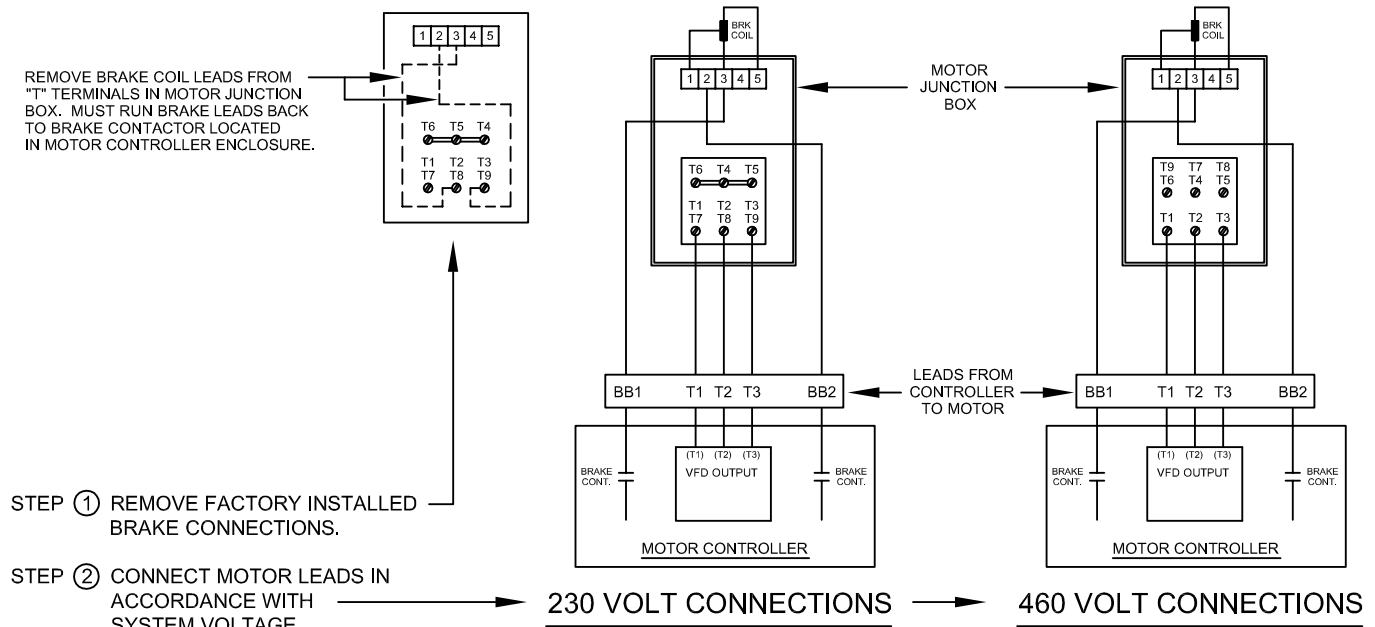 1 2 3 4 5
REMOVE BRAKE COIL LEADS FROM
"T" TERMINALS IN MOTOR JUNCTION
BOX. MUST RUN BRAKE LEADS BACK
TO BRAKE CONTACTOR LOCATED
IN MOTOR CONTROLLER ENCLOSURE.
T6 T5 T4
T1 T2 T3
T7 T8 T9
BRK
COIL
1 2 3 4 5
T6 T4 T5
T1 T2 T3
T7 T8 T9
MOTOR
JUNCTION
BOX
BRK
COIL
1 2 3 4 5
T9 T7 T8
T6 T4 T5
T1 T2 T3
BB1 T1 T2 T3 BB2
LEADS FROM
CONTROLLER
TO MOTOR
BB1 T1 T2 T3 BB2
(T1) (T2) (T3)
VFD OUTPUT
BRAKE
CONT.
BRAKE
CONT.
MOTOR CONTROLLER
(T1) (T2) (T3)
VFD OUTPUT
BRAKE
CONT.
BRAKE
CONT.
MOTOR CONTROLLER
STEP 1 REMOVE FACTORY INSTALLED
BRAKE CONNECTIONS.
STEP 2 CONNECT MOTOR LEADS IN
ACCORDANCE WITH
SYSTEM VOLTAGE
230 VOLT CONNECTIONS
460 VOLT CONNECTIONS